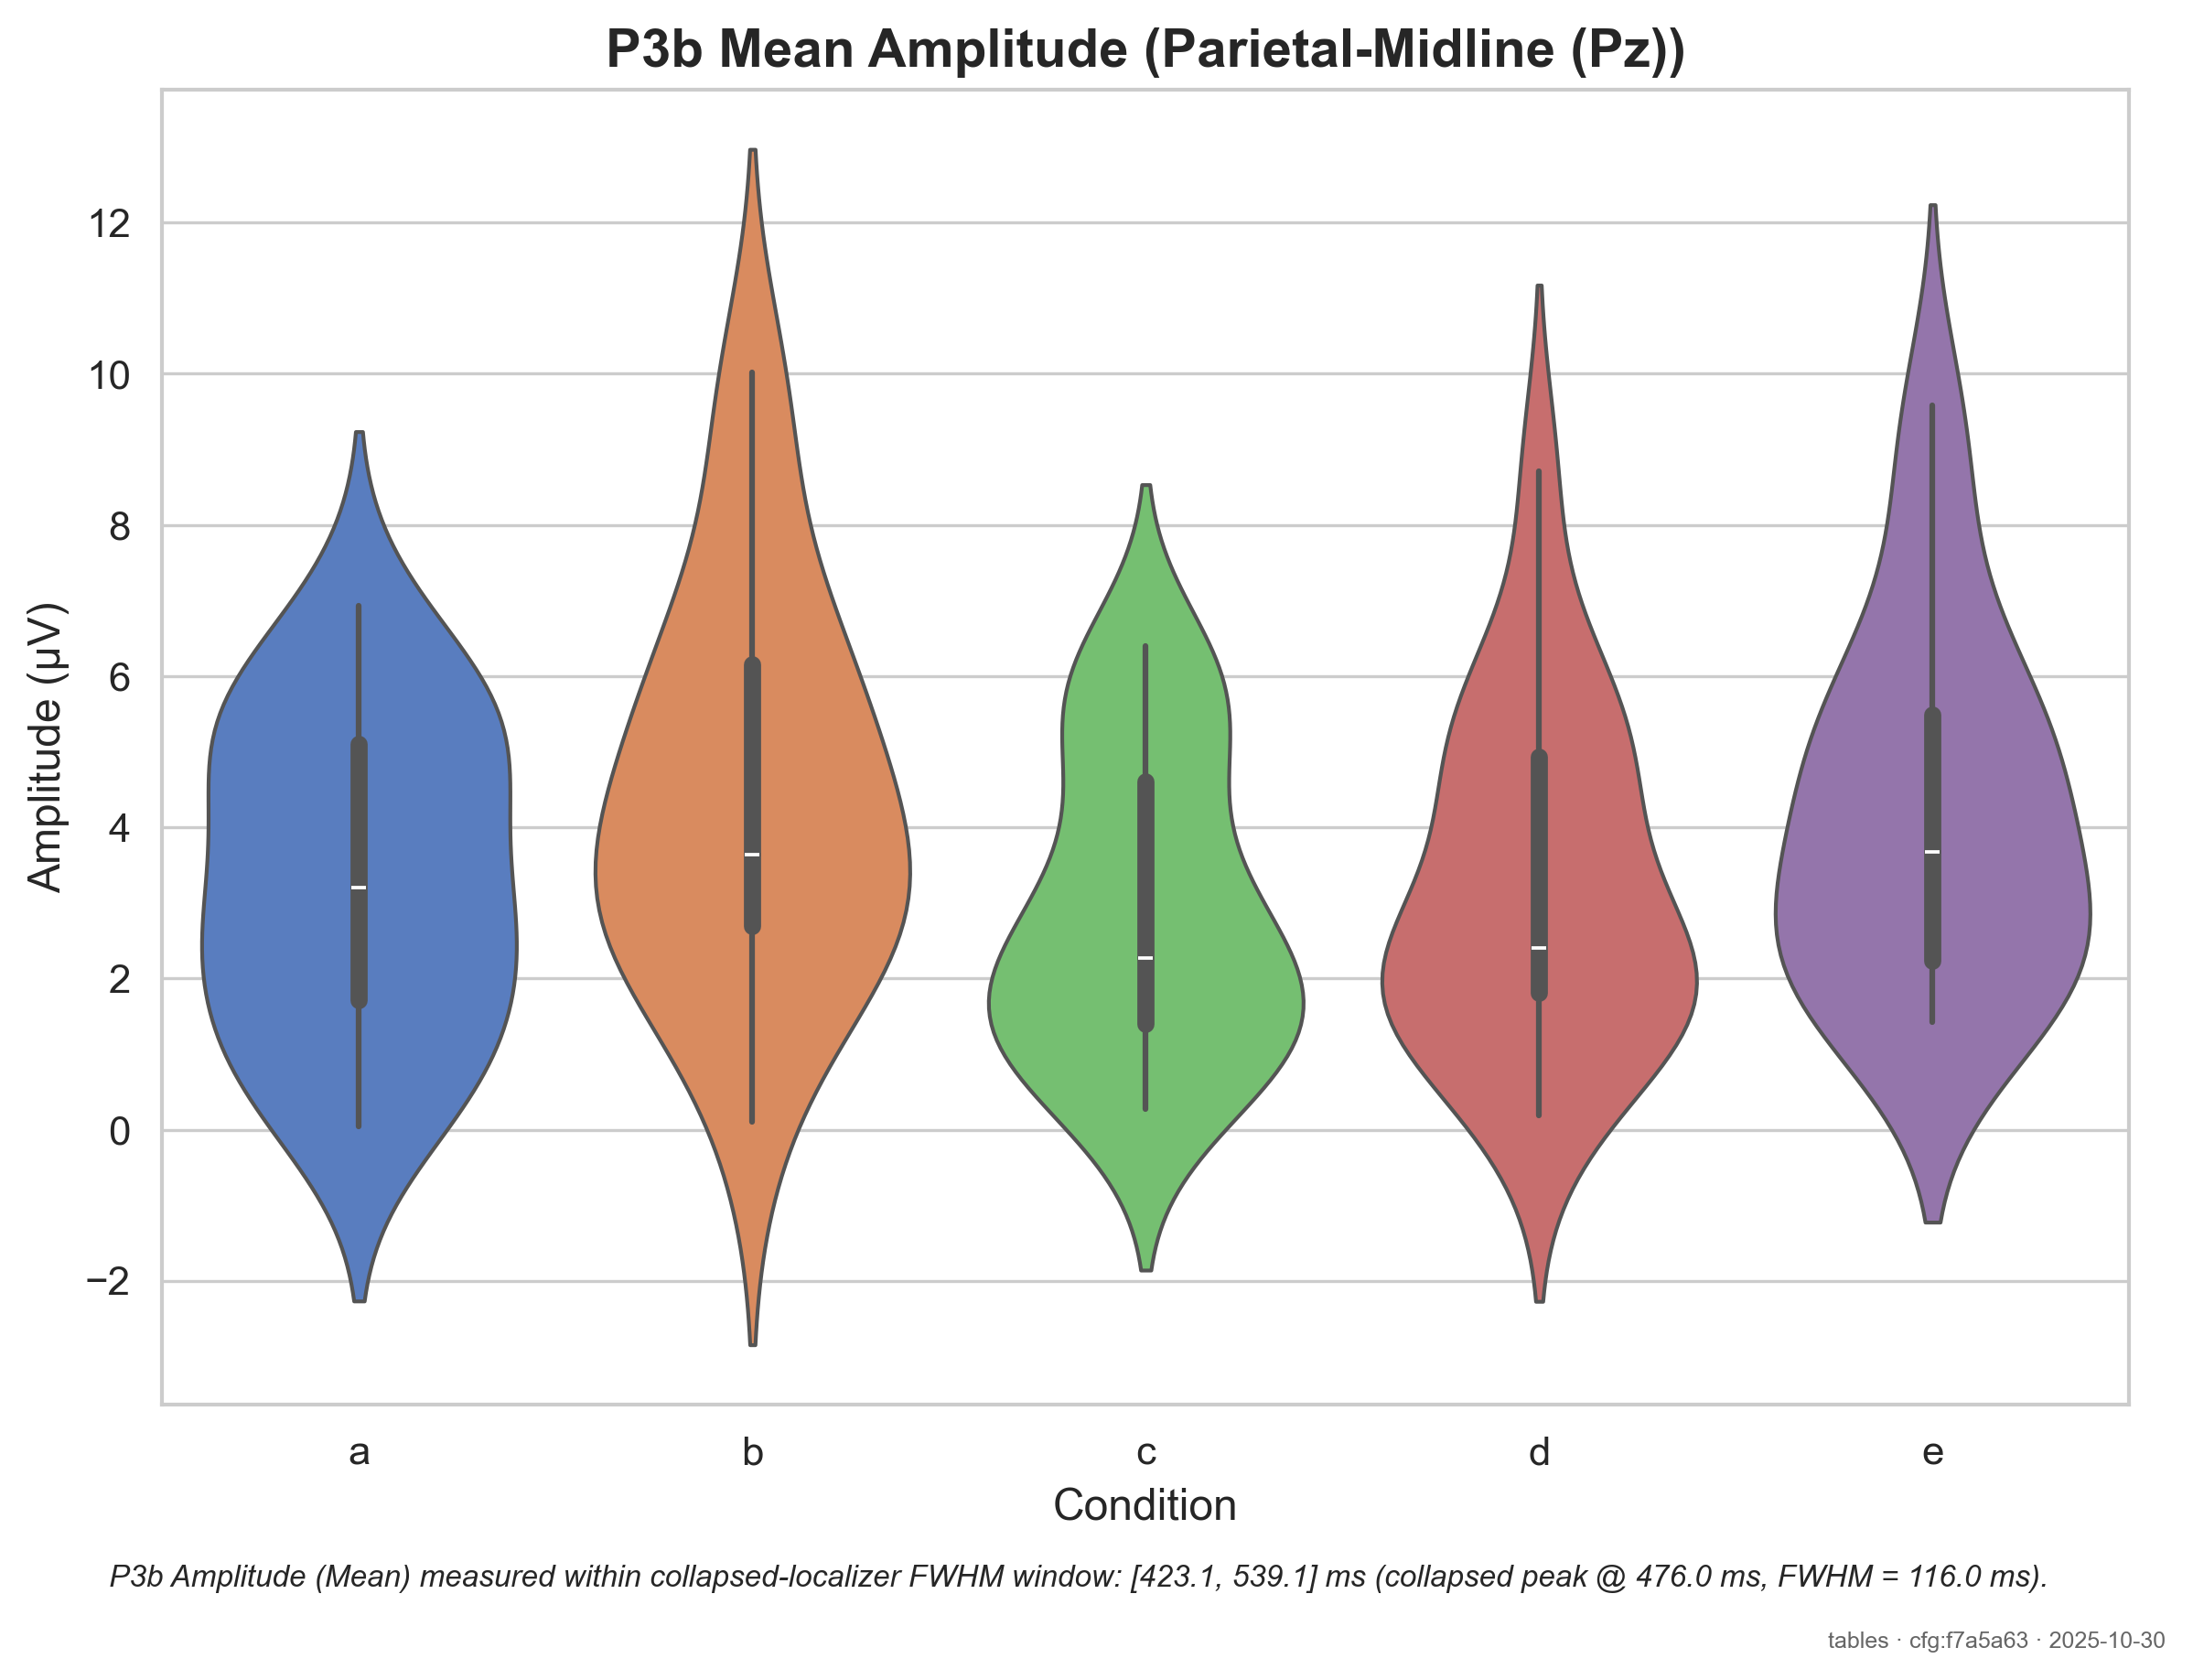 P3b Mean Amplitude (Parietal-Midline (Pz))
Amplitude (µV)
12
10
8
6
4
2
0
−2
a b c d e
Condition
P3b Amplitude (Mean) measured within collapsed-localizer FWHM window: [423.1, 539.1] ms (collapsed peak @ 476.0 ms, FWHM = 116.0 ms).
tables · cfg:f7a5a63 · 2025-10-30